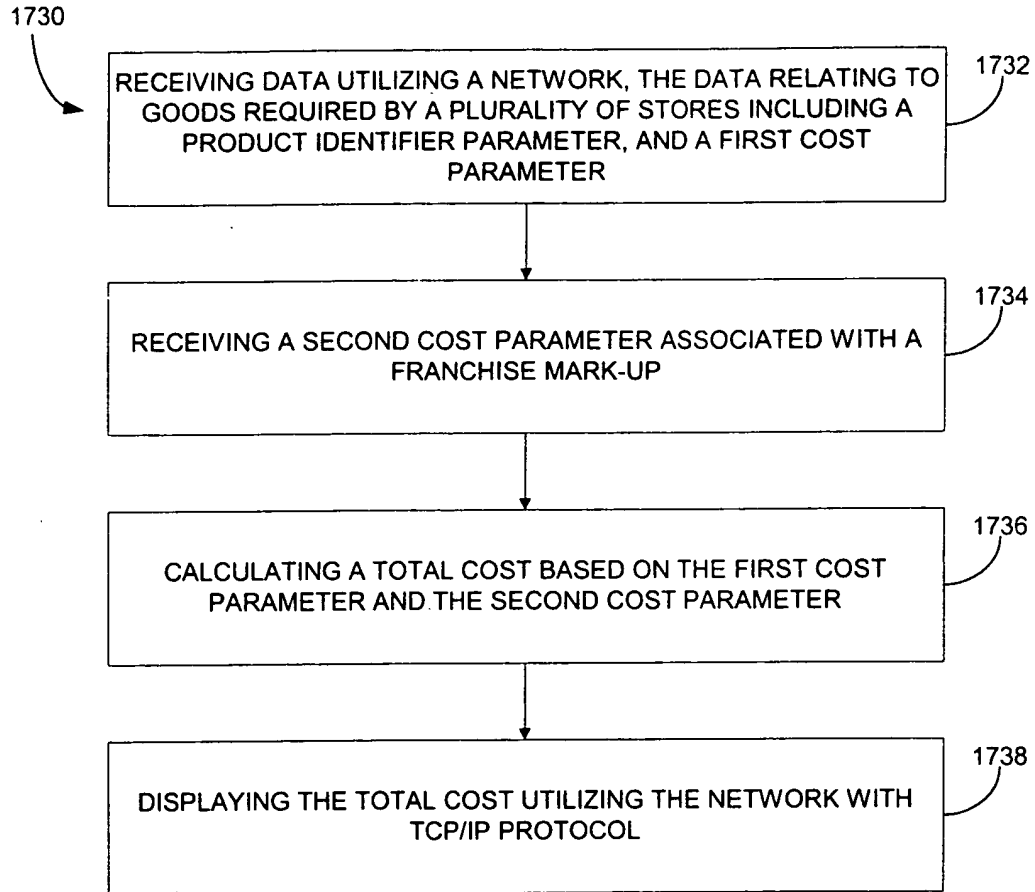 1730
RECEIVING DATA UTILIZING A NETWORK, THE DATA RELATING TO
GOODS REQUIRED BY A PLURALITY OF STORES INCLUDING A
PRODUCT IDENTIFIER PARAMETER, AND A FIRST COST
PARAMETER
1732
RECEIVING A SECOND COST PARAMETER ASSOCIATED WITH A
FRANCHISE MARK-UP
1734
CALCULATING A TOTAL COST BASED ON THE FIRST COST
PARAMETER AND THE SECOND COST PARAMETER
1736
DISPLAYING THE TOTAL COST UTILIZING THE NETWORK WITH
TCP/IP PROTOCOL
1738